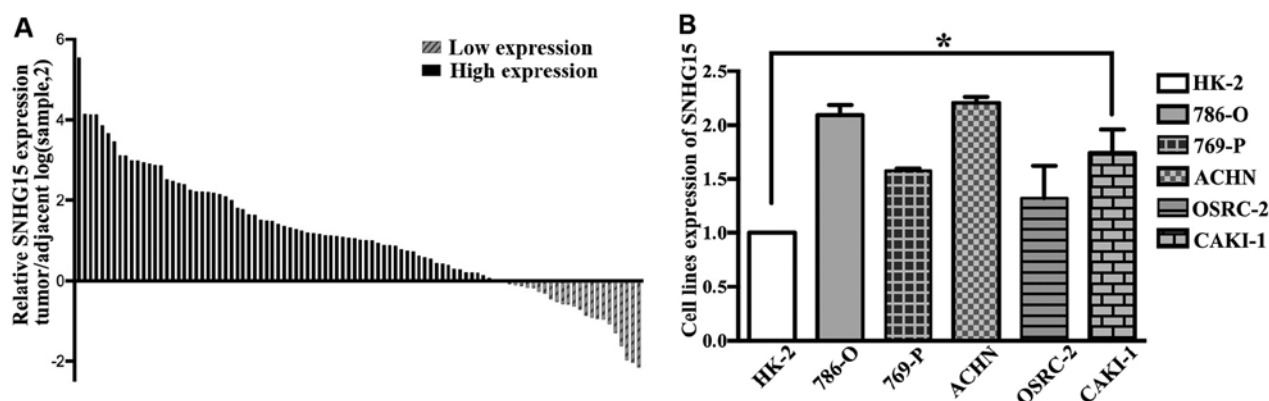 A
Relative SNHG15 expression
tumor/adjacent log(sample,2)
6
4
2
0
-2
Low expression
High expression
B
*
Cell lines expression of SNHG15
2.5
2.0
1.5
1.0
0.5
0.0
HK-2
786-O
769-P
ACHN
OSRC-2
CAKI-1
HK-2
786-O
769-P
ACHN
OSRC-2
CAKI-1